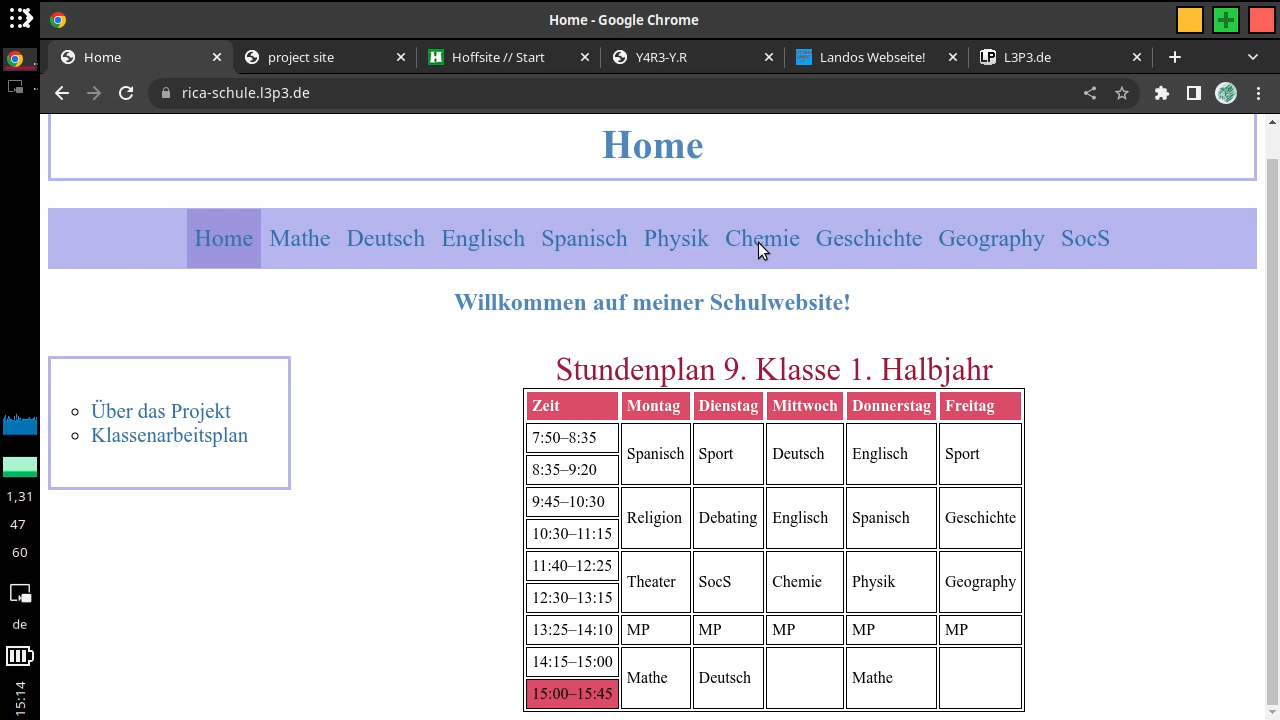 Home - Google Chrome
Home project site Hoffsite // Start Y4R3-Y.R Landos Webseite! L3P3.de
rica-schule.l3p3.de
Home
Home Mathe Deutsch Englisch Spanisch Physik Chemie Geschichte Geography SocS
Willkommen auf meiner Schulwebsite!
Über das Projekt
Klassenarbeitsplan
Stundenplan 9. Klasse 1. Halbjahr
Zeit Montag Dienstag Mittwoch Donnerstag Freitag
7:50–8:35
Spanisch Sport Deutsch Englisch Sport
8:35–9:20
9:45–10:30
Religion Debating Englisch Spanisch Geschichte
10:30–11:15
11:40–12:25
Theater SocS Chemie Physik Geography
12:30–13:15
13:25–14:10 MP MP MP MP MP
14:15–15:00
Mathe Deutsch Mathe
15:00–15:45
1,31
47
60
de
15:14